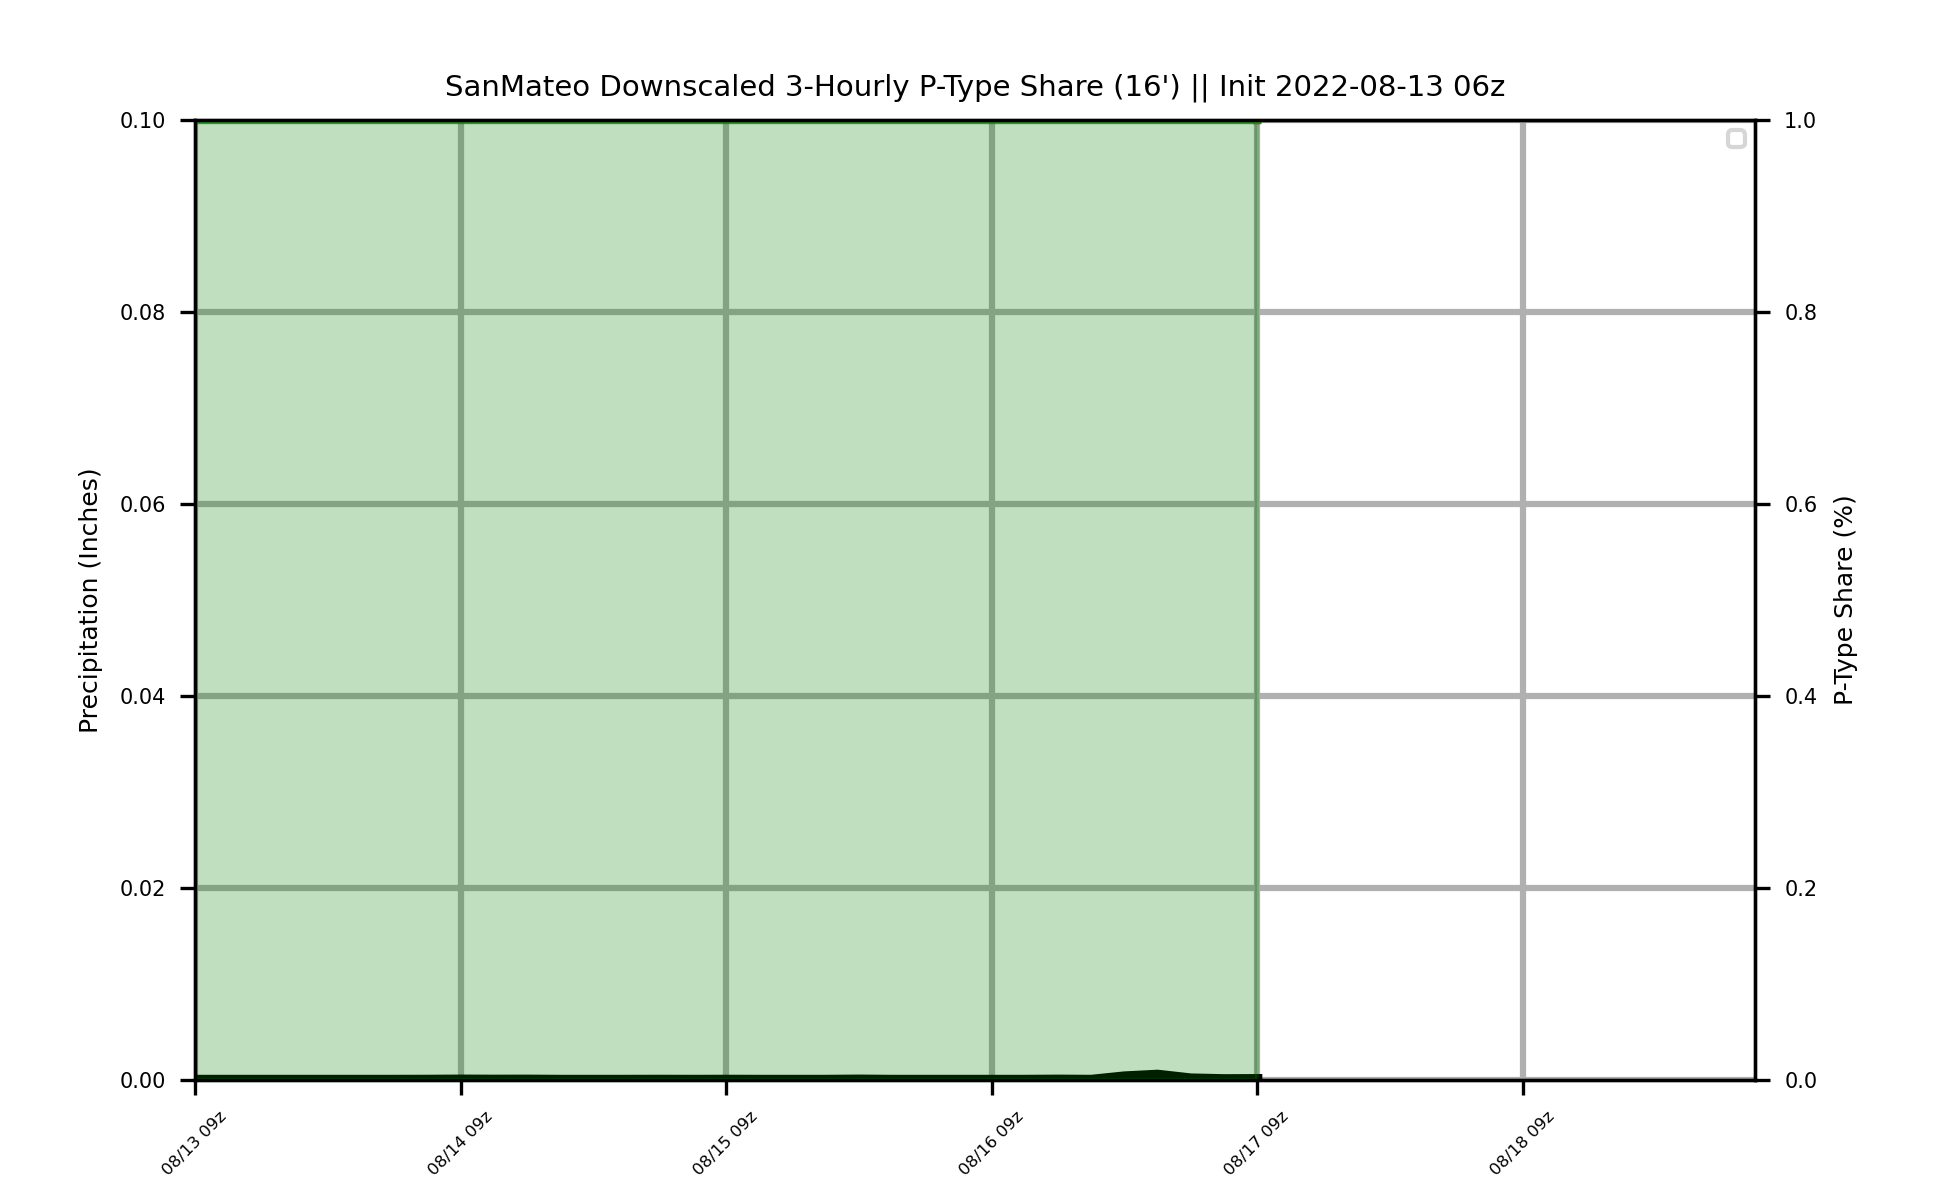 SanMateo Downscaled 3-Hourly P-Type Share (16') || Init 2022-08-13 06z
0.10
0.08
0.06
0.04
0.02
0.00
Precipitation (Inches)
1.0
0.8
0.6
0.4
0.2
0.0
P-Type Share (%)
08/13 09z
08/14 09z
08/15 09z
08/16 09z
08/17 09z
08/18 09z